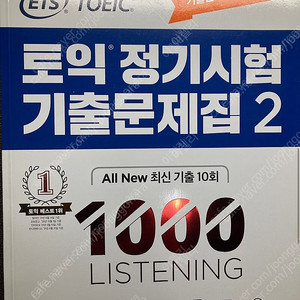 ETS TOEIC
토익 정기시험
기출문제집 2
All New 최신 기출 10회
1
토익 베스트 1위
1000
LISTENING